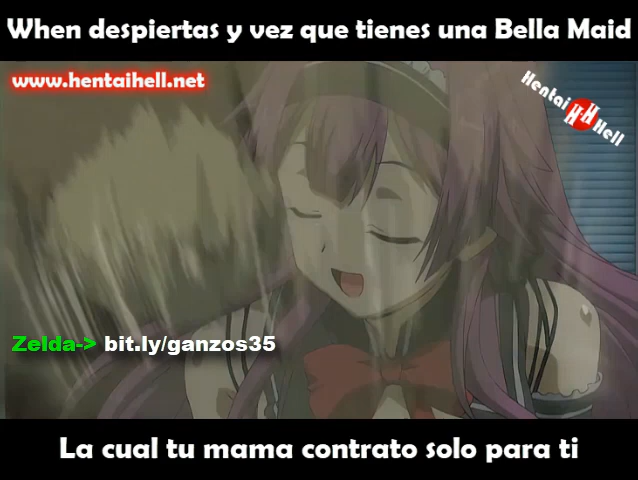 When despiertas y vez que tienes una Bella Maid
www.hentaihell.net
Hentai
H-H
Hell
Zelda-> bit.ly/ganzos35
La cual tu mama contrato solo para ti